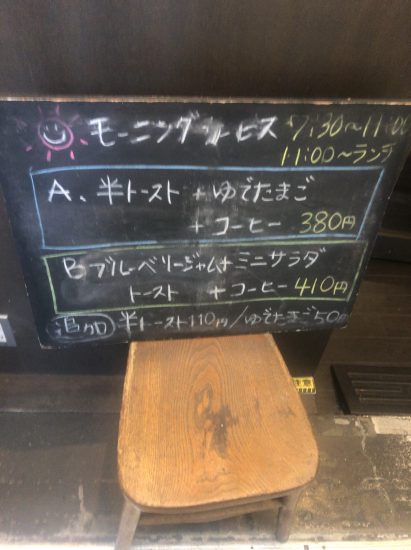 モーニングサービス 7:30~11:00
11:00~ランチ
A、半トースト+ゆでたまご
+コーヒー 380円
Bブルーベリージャム+ミニサラダ
トースト +コーヒー 410円
追加 半トースト110円/ゆでたまご50円
注意